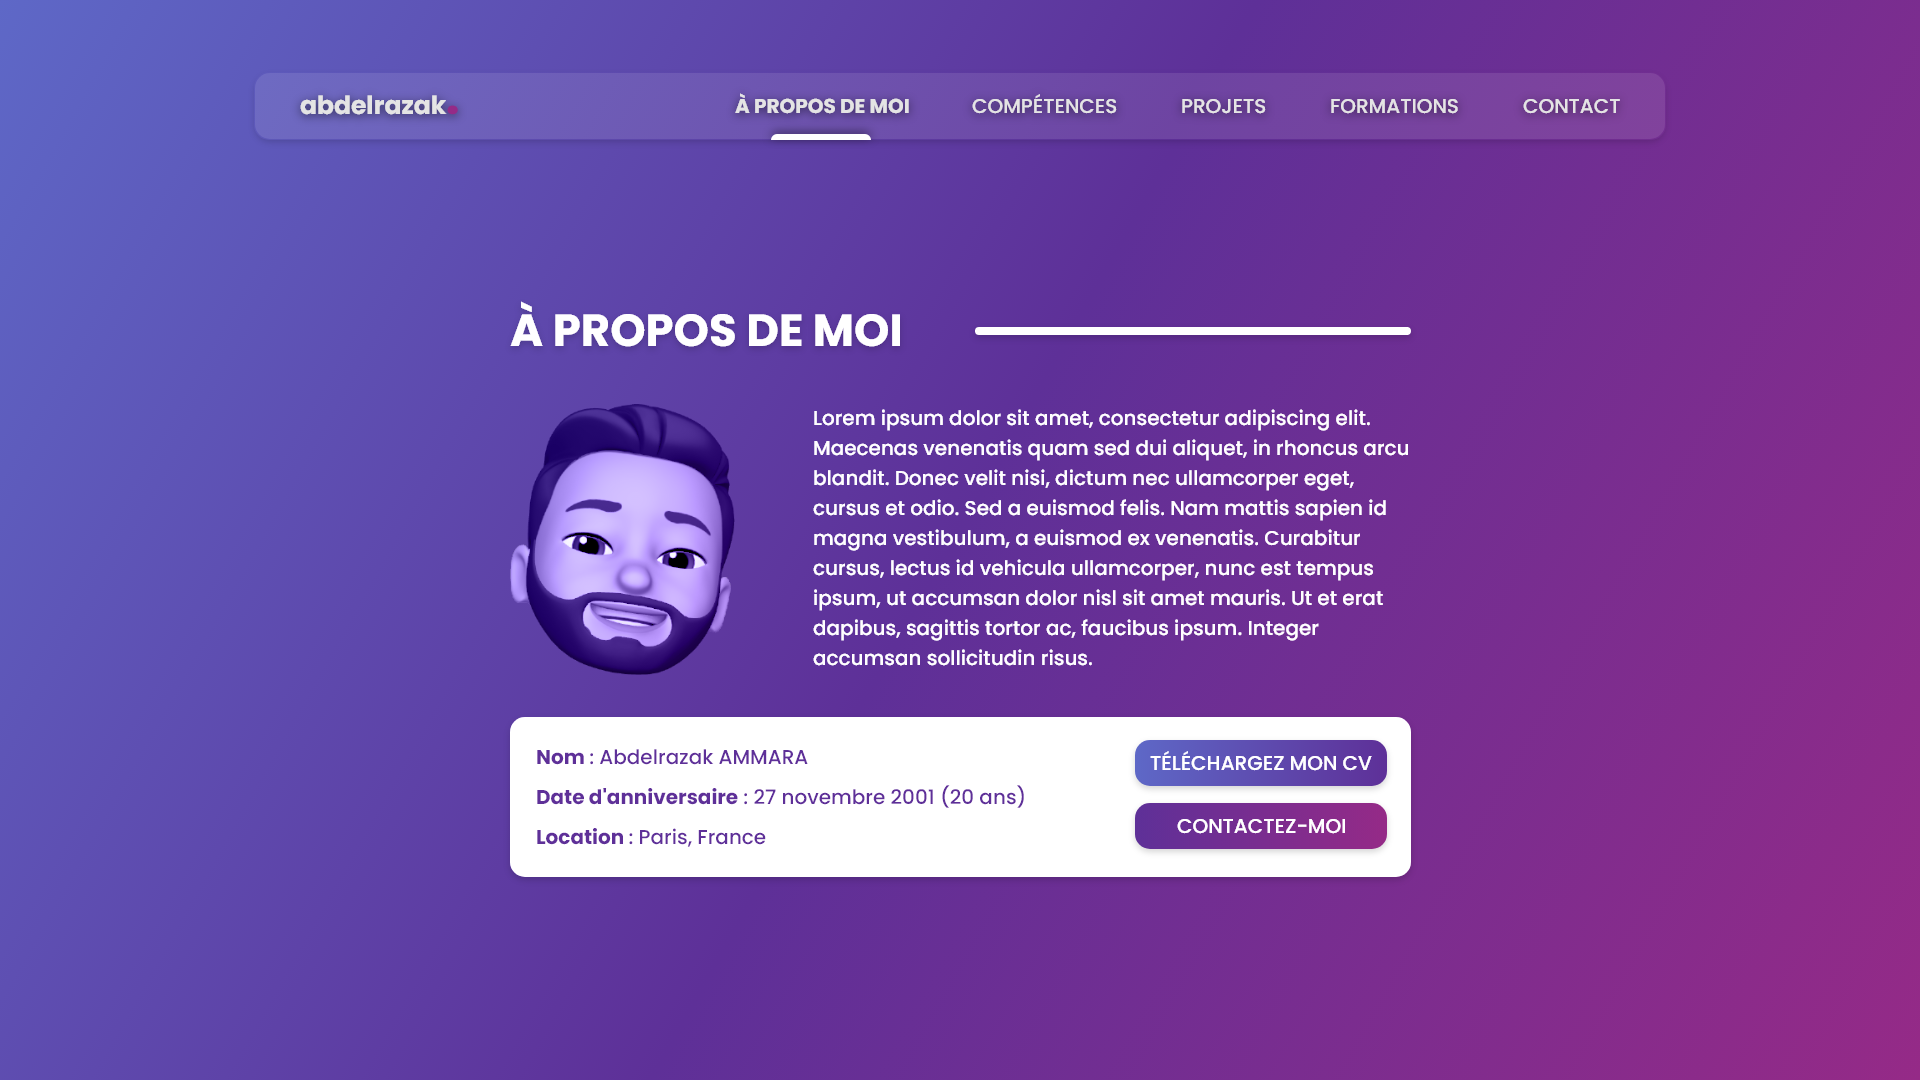 abdelrazak.
À PROPOS DE MOI
COMPÉTENCES
PROJETS
FORMATIONS
CONTACT
À PROPOS DE MOI
Lorem ipsum dolor sit amet, consectetur adipiscing elit.
Maecenas venenatis quam sed dui aliquet, in rhoncus arcu
blandit. Donec velit nisi, dictum nec ullamcorper eget,
cursus et odio. Sed a euismod felis. Nam mattis sapien id
magna vestibulum, a euismod ex venenatis. Curabitur
cursus, lectus id vehicula ullamcorper, nunc est tempus
ipsum, ut accumsan dolor nisl sit amet mauris. Ut et erat
dapibus, sagittis tortor ac, faucibus ipsum. Integer
accumsan sollicitudin risus.
Nom : Abdelrazak AMMARA
Date d'anniversaire : 27 novembre 2001 (20 ans)
Location : Paris, France
TÉLÉCHARGEZ MON CV
CONTACTEZ-MOI